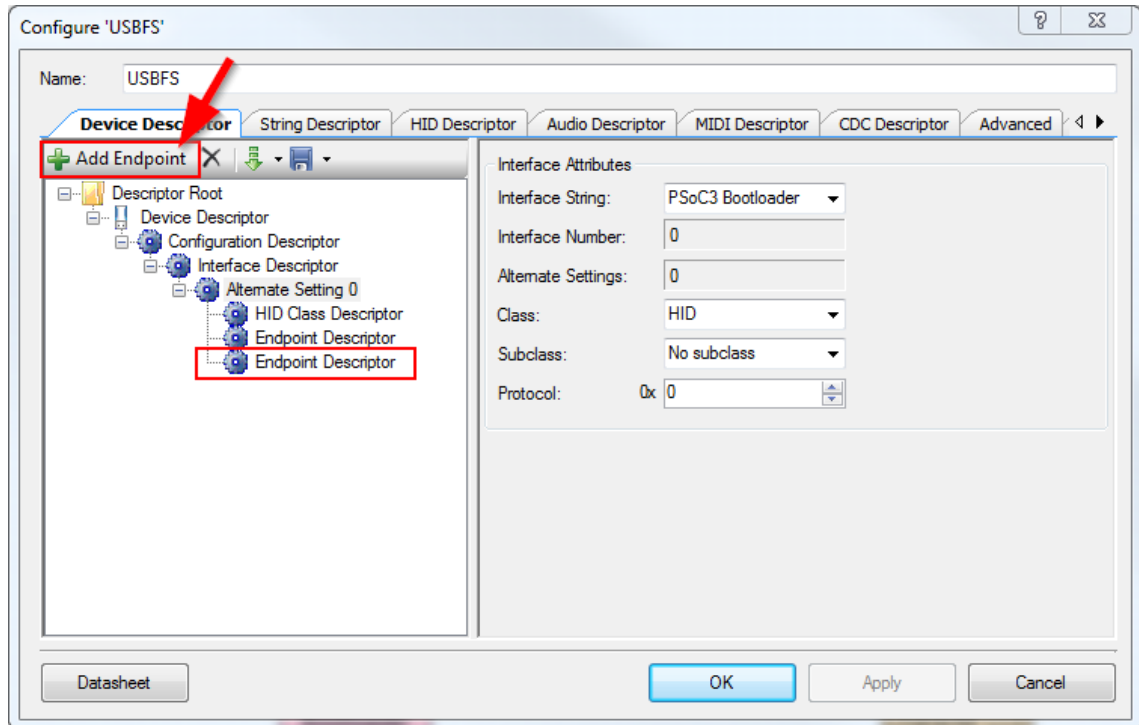 Configure 'USBFS'
Name: USBFS
Device Descriptor String Descriptor HID Descriptor Audio Descriptor MIDI Descriptor CDC Descriptor Advanced
Add Endpoint
Descriptor Root
Device Descriptor
Configuration Descriptor
Interface Descriptor
Alternate Setting 0
HID Class Descriptor
Endpoint Descriptor
Endpoint Descriptor
Interface Attributes
Interface String: PSoC3 Bootloader
Interface Number: 0
Alternate Settings: 0
Class: HID
Subclass: No subclass
Protocol: 0x 0
Datasheet OK Apply Cancel